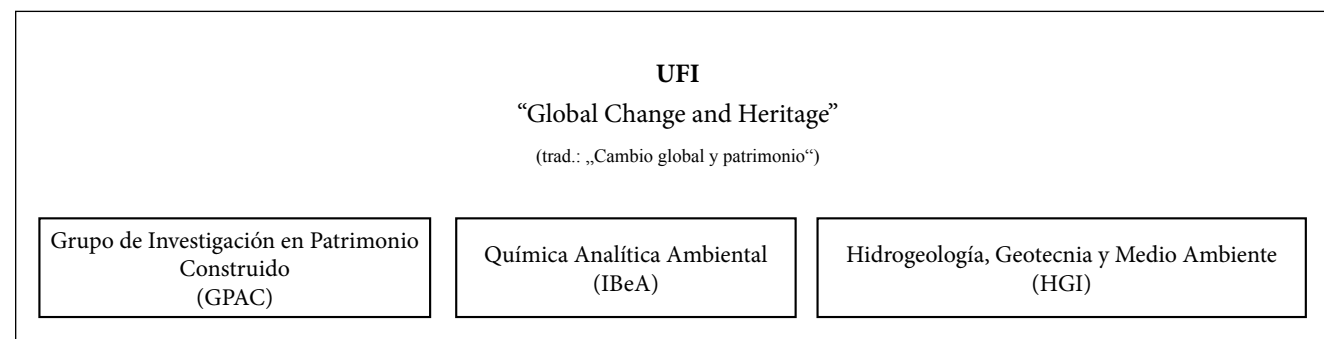 UFI
“Global Change and Heritage”
(trad.: „Cambio global y patrimonio“)
Grupo de Investigación en Patrimonio
Construido
(GPAC)
Química Analítica Ambiental
(IBeA)
Hidrogeología, Geotecnia y Medio Ambiente
(HGI)